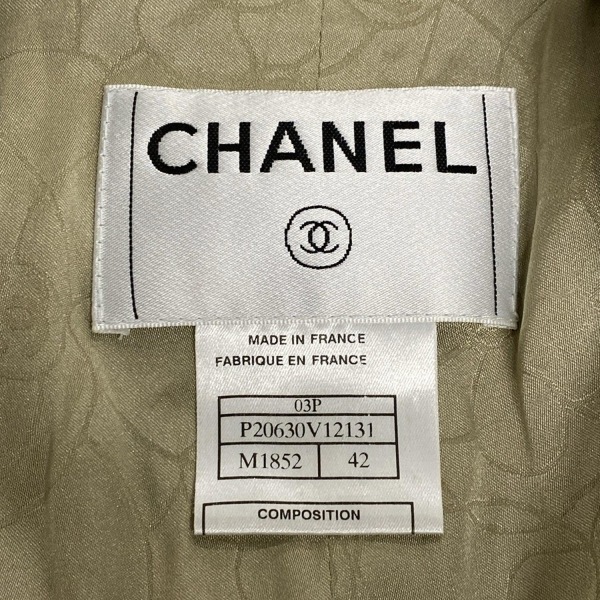 CHANEL
MADE IN FRANCE
FABRIQUE EN FRANCE
03P
P20630V12131
M1852 42
COMPOSITION